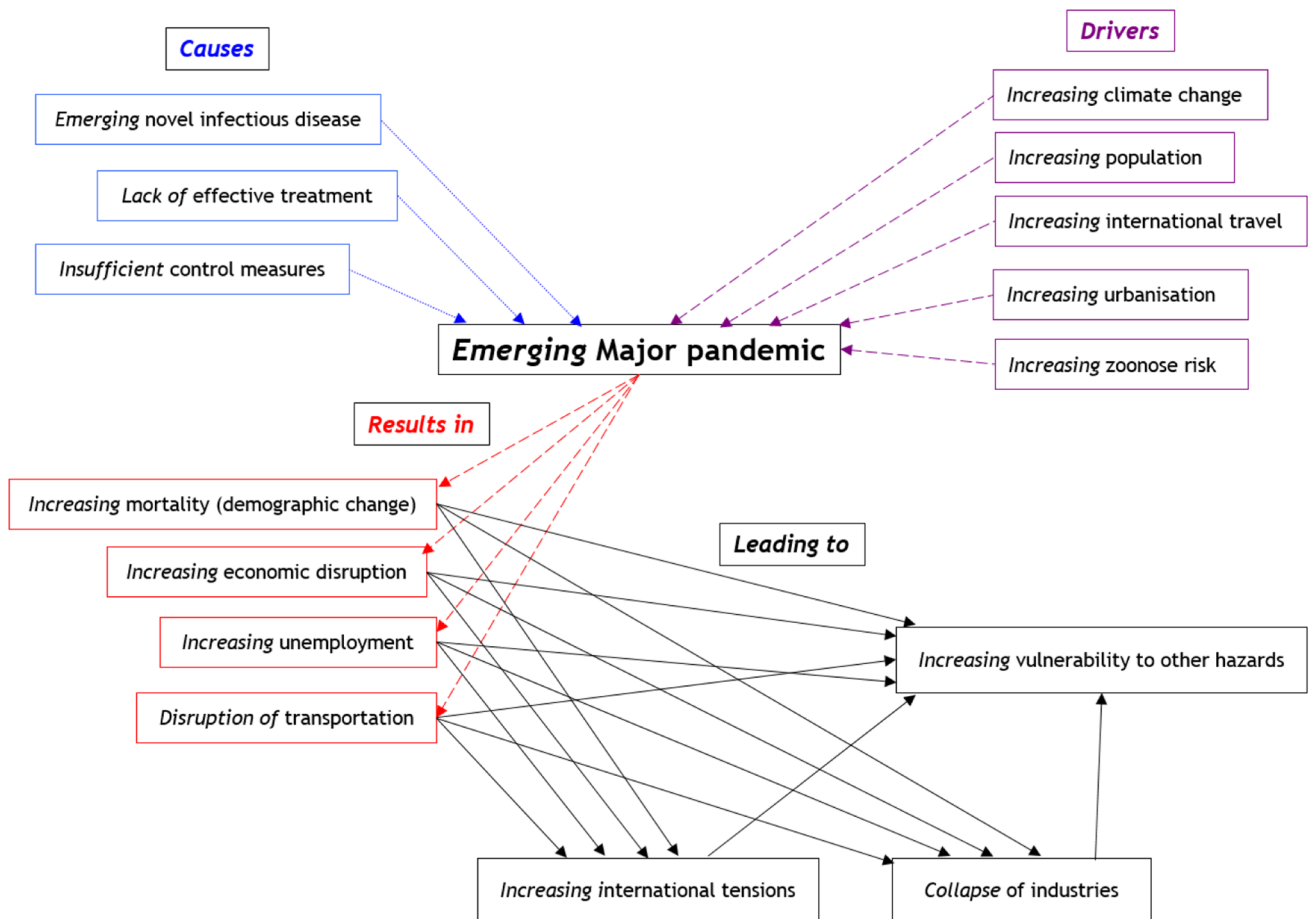 Causes
Emerging novel infectious disease
Lack of effective treatment
Insufficient control measures
Drivers
Increasing climate change
Increasing population
Increasing international travel
Increasing urbanisation
Increasing zoonose risk
Emerging Major pandemic
Results in
Increasing mortality (demographic change)
Increasing economic disruption
Increasing unemployment
Disruption of transportation
Leading to
Increasing vulnerability to other hazards
Increasing international tensions
Collapse of industries